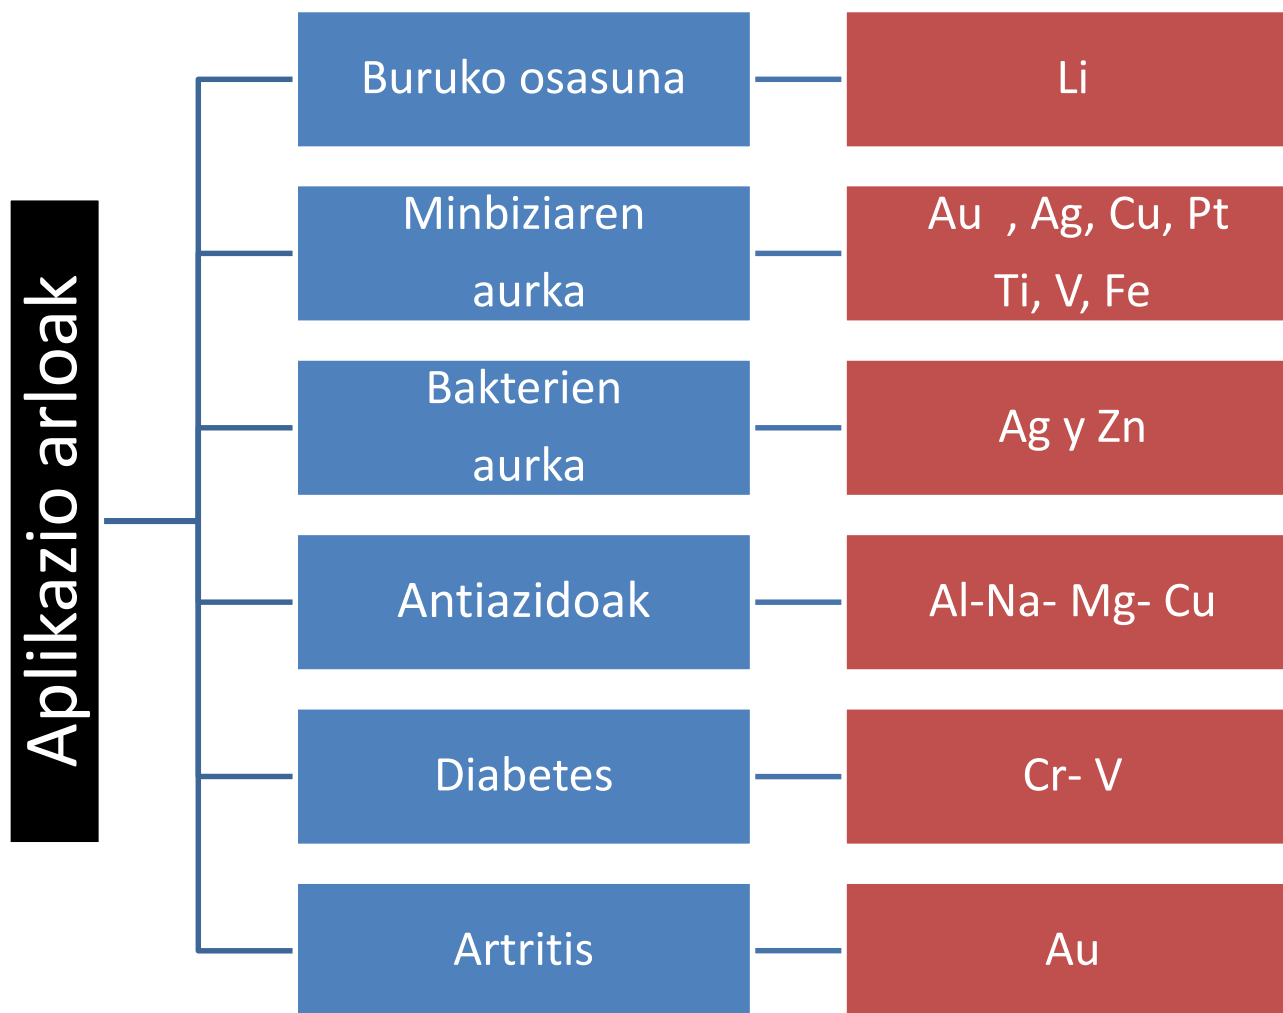 Aplikazio arloak
Buruko osasuna
Li
Minbiziaren
aurka
Au , Ag, Cu, Pt
Ti, V, Fe
Bakterien
aurka
Ag y Zn
Antiazidoak
Al-Na- Mg- Cu
Diabetes
Cr- V
Artritis
Au